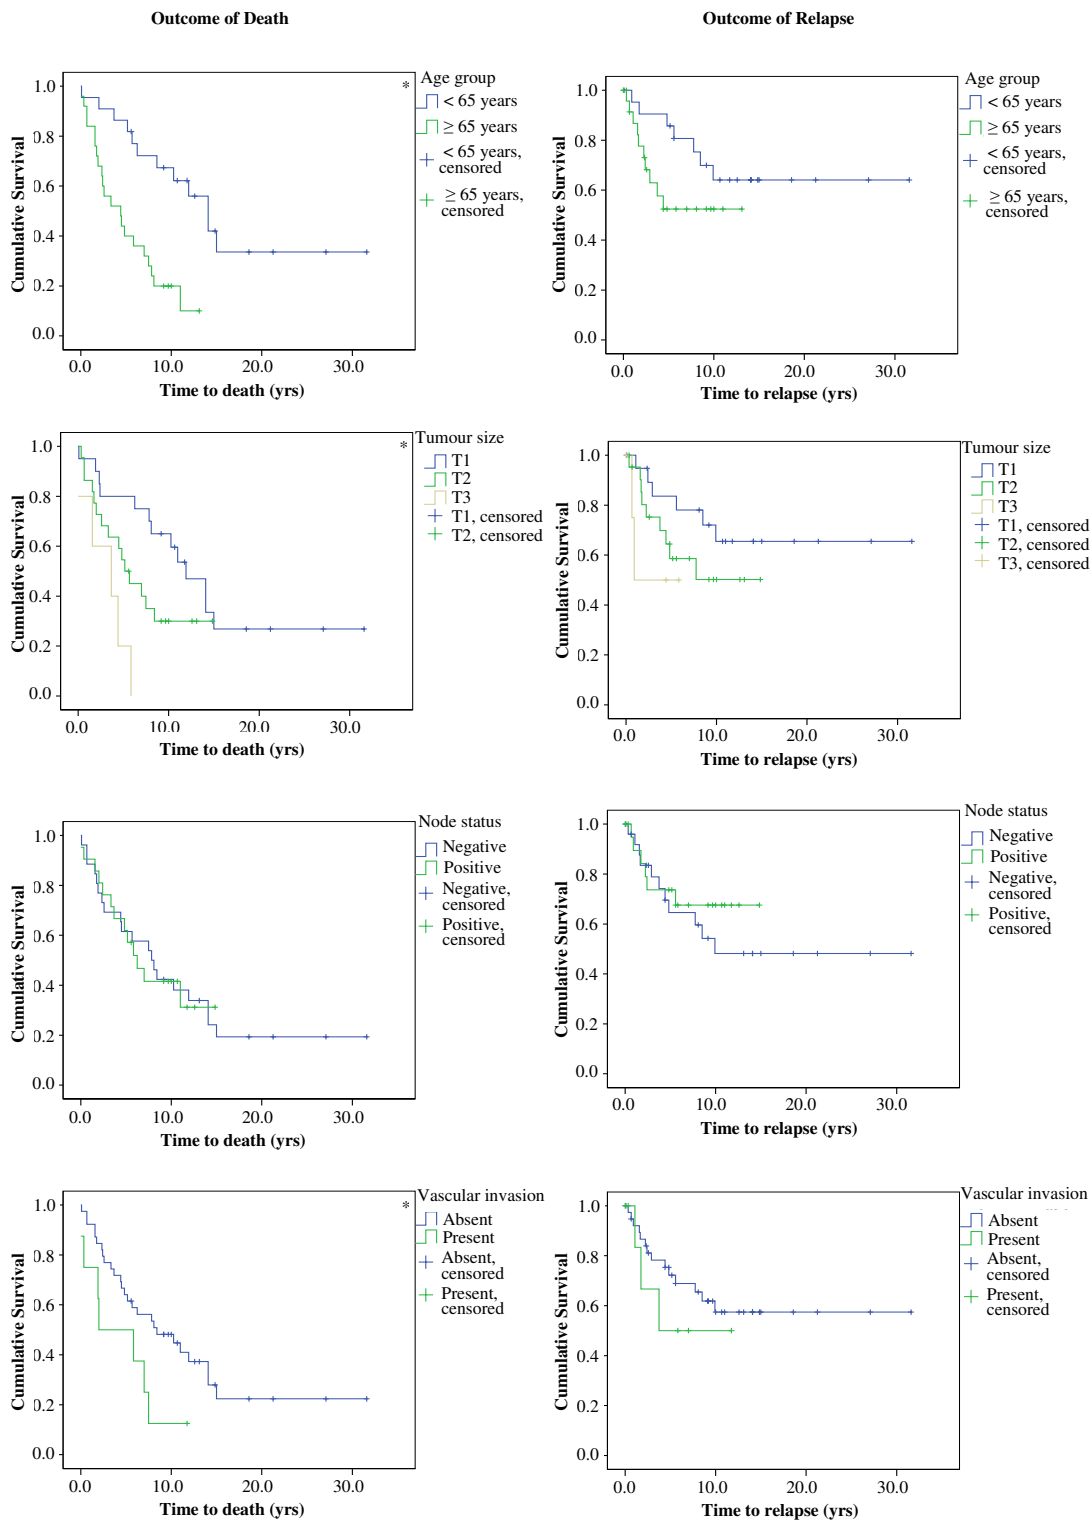 Outcome of Death
Outcome of Relapse
Cumulative Survival
1.0
0.8
0.6
0.4
0.2
0.0
0.0 10.0 20.0 30.0
Time to death (yrs)
*
Age group
< 65 years
≥ 65 years
< 65 years,
censored
≥ 65 years,
censored
Cumulative Survival
1.0
0.8
0.6
0.4
0.2
0.0
0.0 10.0 20.0 30.0
Time to relapse (yrs)
Age group
< 65 years
≥ 65 years
< 65 years,
censored
≥ 65 years,
censored
Cumulative Survival
1.0
0.8
0.6
0.4
0.2
0.0
0.0 10.0 20.0 30.0
Time to death (yrs)
*
Tumour size
T1
T2
T3
T1, censored
T2, censored
Cumulative Survival
1.0
0.8
0.6
0.4
0.2
0.0
0.0 10.0 20.0 30.0
Time to relapse (yrs)
Tumour size
T1
T2
T3
T1, censored
T2, censored
T3, censored
Cumulative Survival
1.0
0.8
0.6
0.4
0.2
0.0
0.0 10.0 20.0 30.0
Time to death (yrs)
Node status
Negative
Positive
Negative,
censored
Positive,
censored
Cumulative Survival
1.0
0.8
0.6
0.4
0.2
0.0
0.0 10.0 20.0 30.0
Time to relapse (yrs)
Node status
Negative
Positive
Negative,
censored
Positive,
censored
Cumulative Survival
1.0
0.8
0.6
0.4
0.2
0.0
0.0 10.0 20.0 30.0
Time to death (yrs)
*
Vascular invasion
Absent
Present
Absent,
censored
Present,
censored
Cumulative Survival
1.0
0.8
0.6
0.4
0.2
0.0
0.0 10.0 20.0 30.0
Time to relapse (yrs)
Vascular invasion
Absent
Present
Absent,
censored
Present,
censored